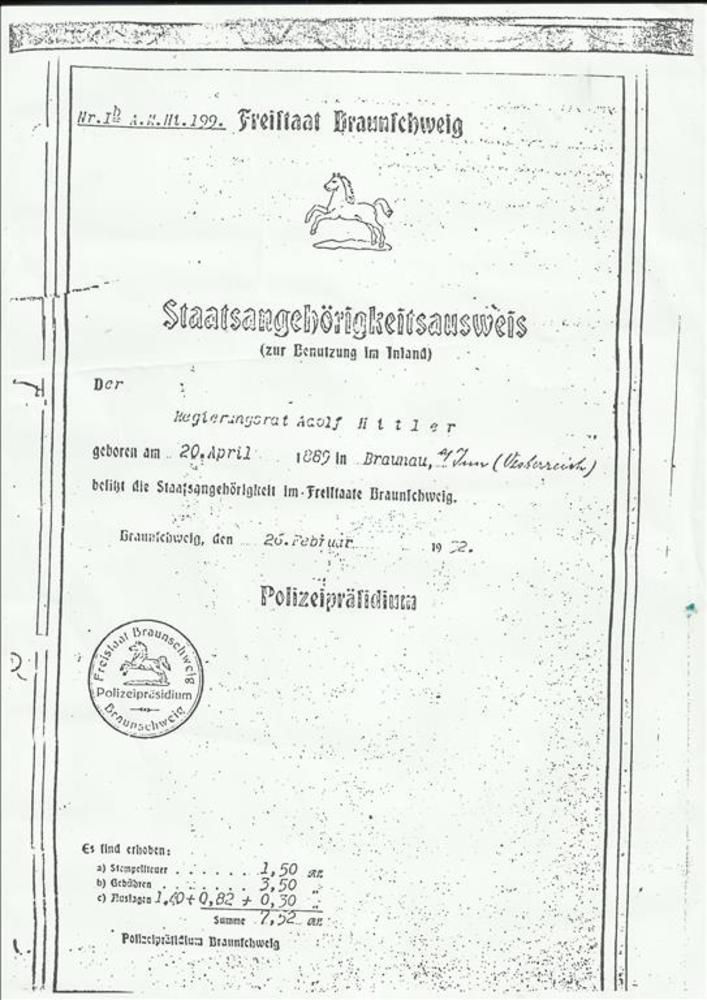 Nr. I b A.N.Hi.199. Freistaat Braunschweig
Staatsangehörigkeitsausweis
(zur Benutzung im Inland)
Der
Regierungsrat Adolf Hitler
geboren am 20.April 1889 in Braunau, a/Inn (Oesterreich)
besitzt die Staatsangehörigkeit im Freistaate Braunschweig.
Braunschweig, den 26.Februar 1932.
Polizeipräsidium
Freistaat Braunschweig
Polizeipräsidium
Braunschweig
Es sind erhoben:
a) Stempelsteuer 1,50 RM
b) Gebühren 3,50 "
c) Auslagen 1,40+0,82 + 0,30 "
Summe 7,52 RM
Polizeipräsidium Braunschweig